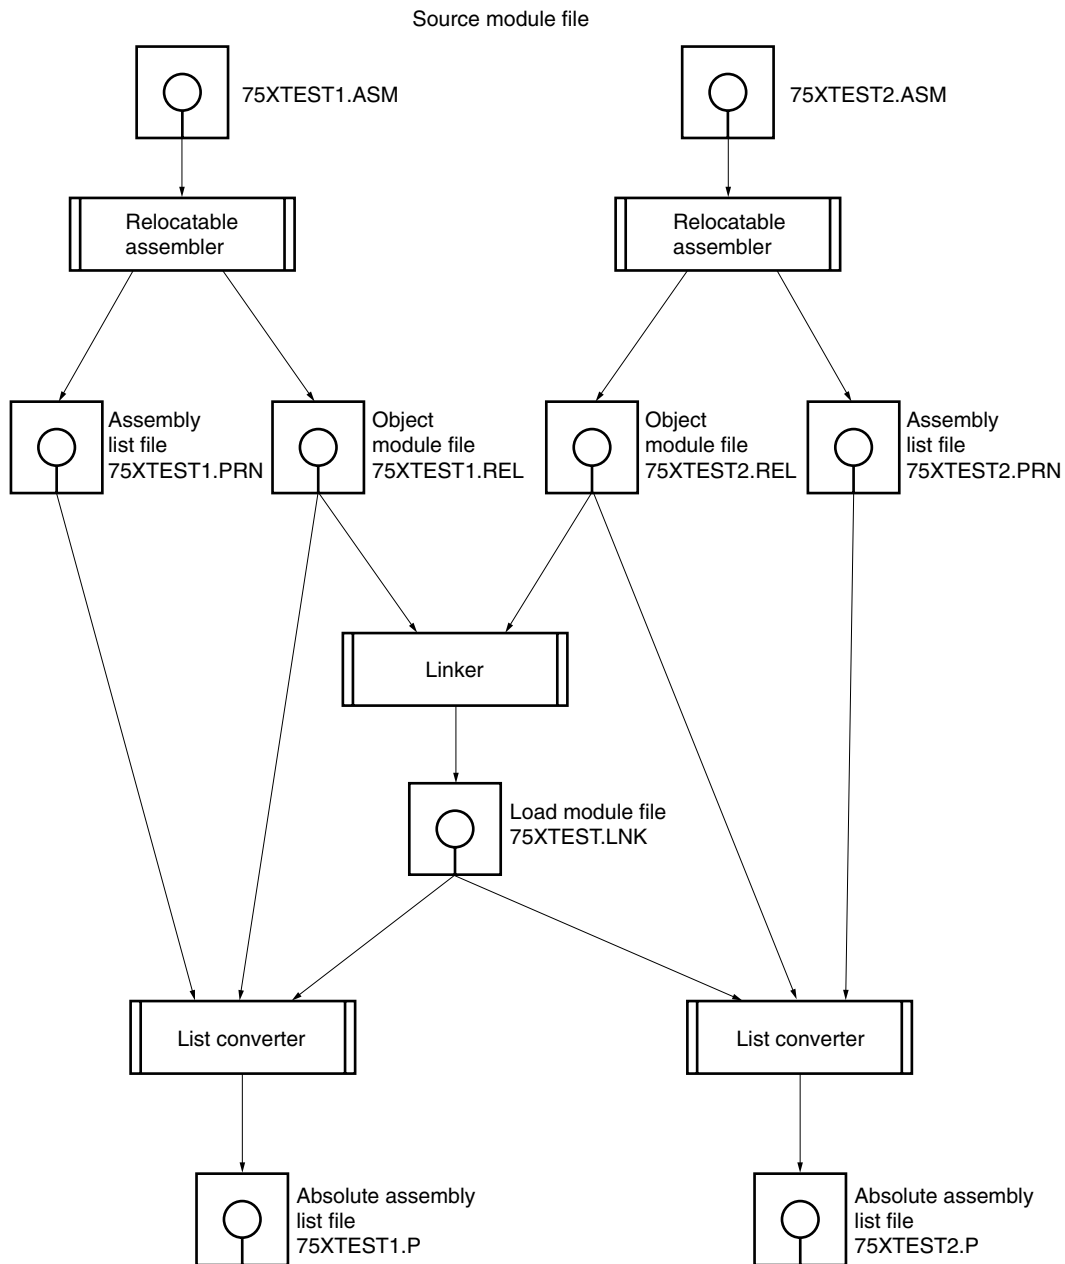 Source module file
75XTEST1.ASM
75XTEST2.ASM
Relocatable
assembler
Relocatable
assembler
Assembly
list file
75XTEST1.PRN
Object
module file
75XTEST1.REL
Object
module file
75XTEST2.REL
Assembly
list file
75XTEST2.PRN
Linker
Load module file
75XTEST.LNK
List converter
List converter
Absolute assembly
list file
75XTEST1.P
Absolute assembly
list file
75XTEST2.P